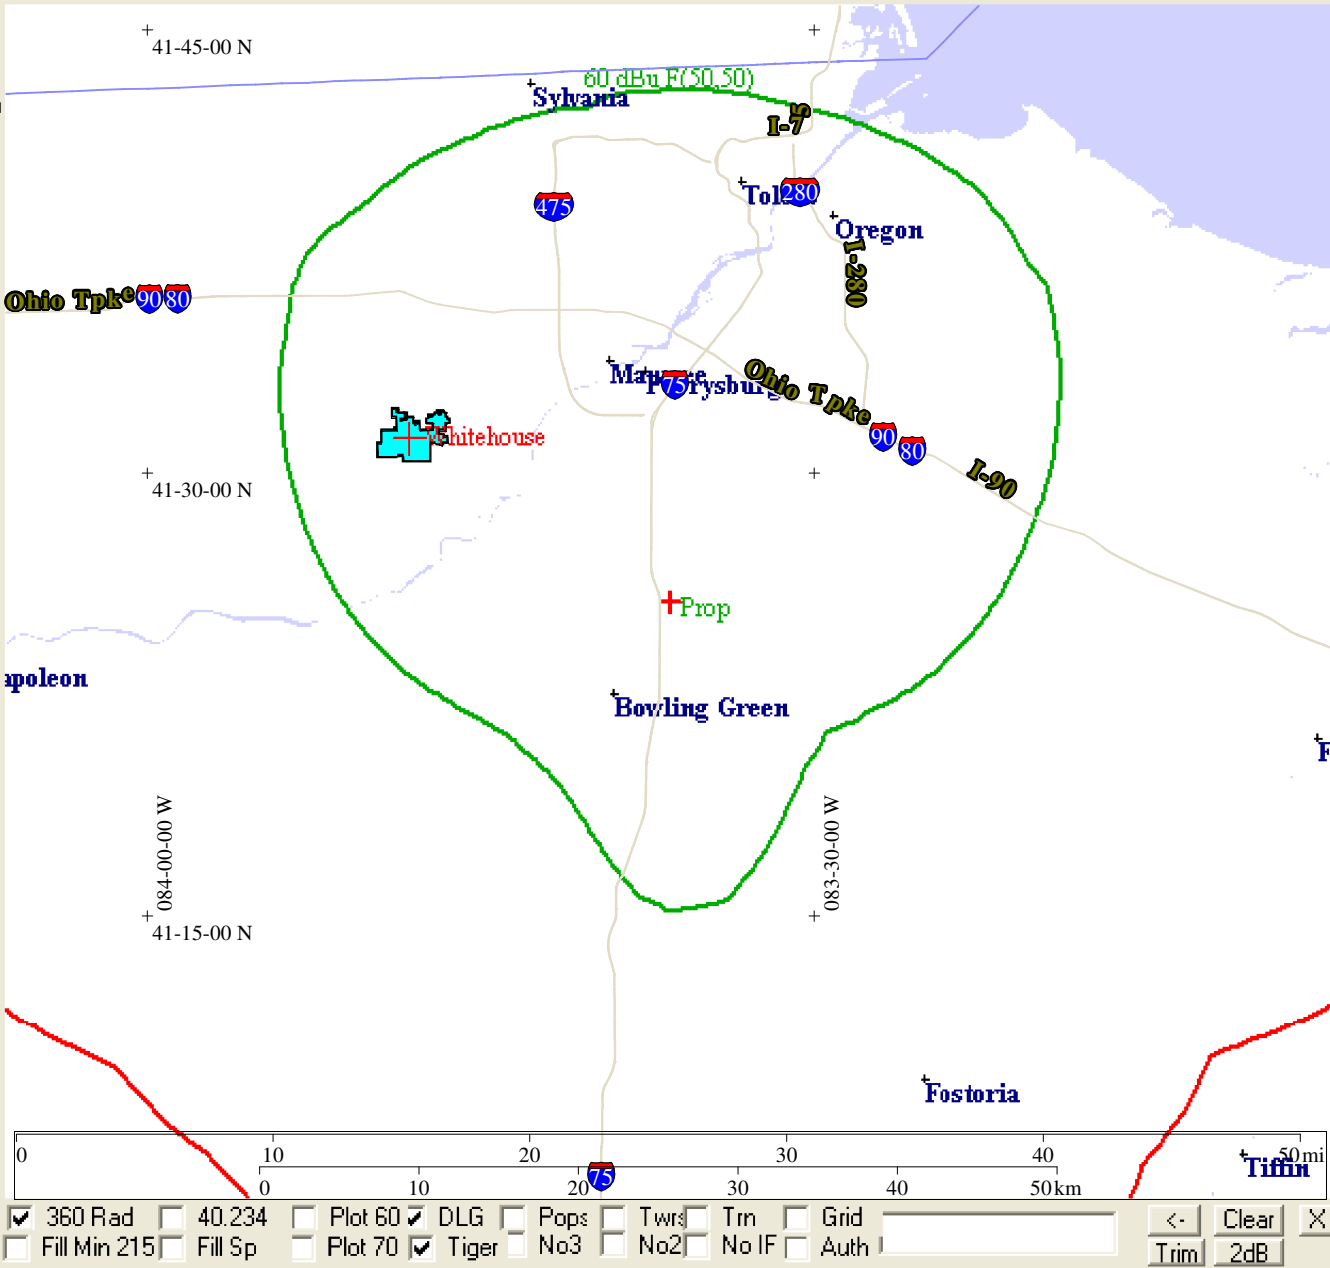 41-45-00 N
60 dBu F(50,50)
Sylvania
I-75
280
475
Oregon
I-280
Ohio Tpke
90
80
75
Ohio Tpke
Whitehouse
90
80
I-90
41-30-00 N
Prop
apoleon
Bowling Green
084-00-00 W
083-30-00 W
41-15-00 N
Fostoria
0 10 20 30 40 50 mi
Tiffin
75
0 10 20 30 40 50km
360 Rad 40.234 Plot 60 DLG Pops Twrs Trn Grid <- Clear X
Fill Min 215 Fill Sp Plot 70 Tiger No3 No2 No IF Auth Trim 2dB